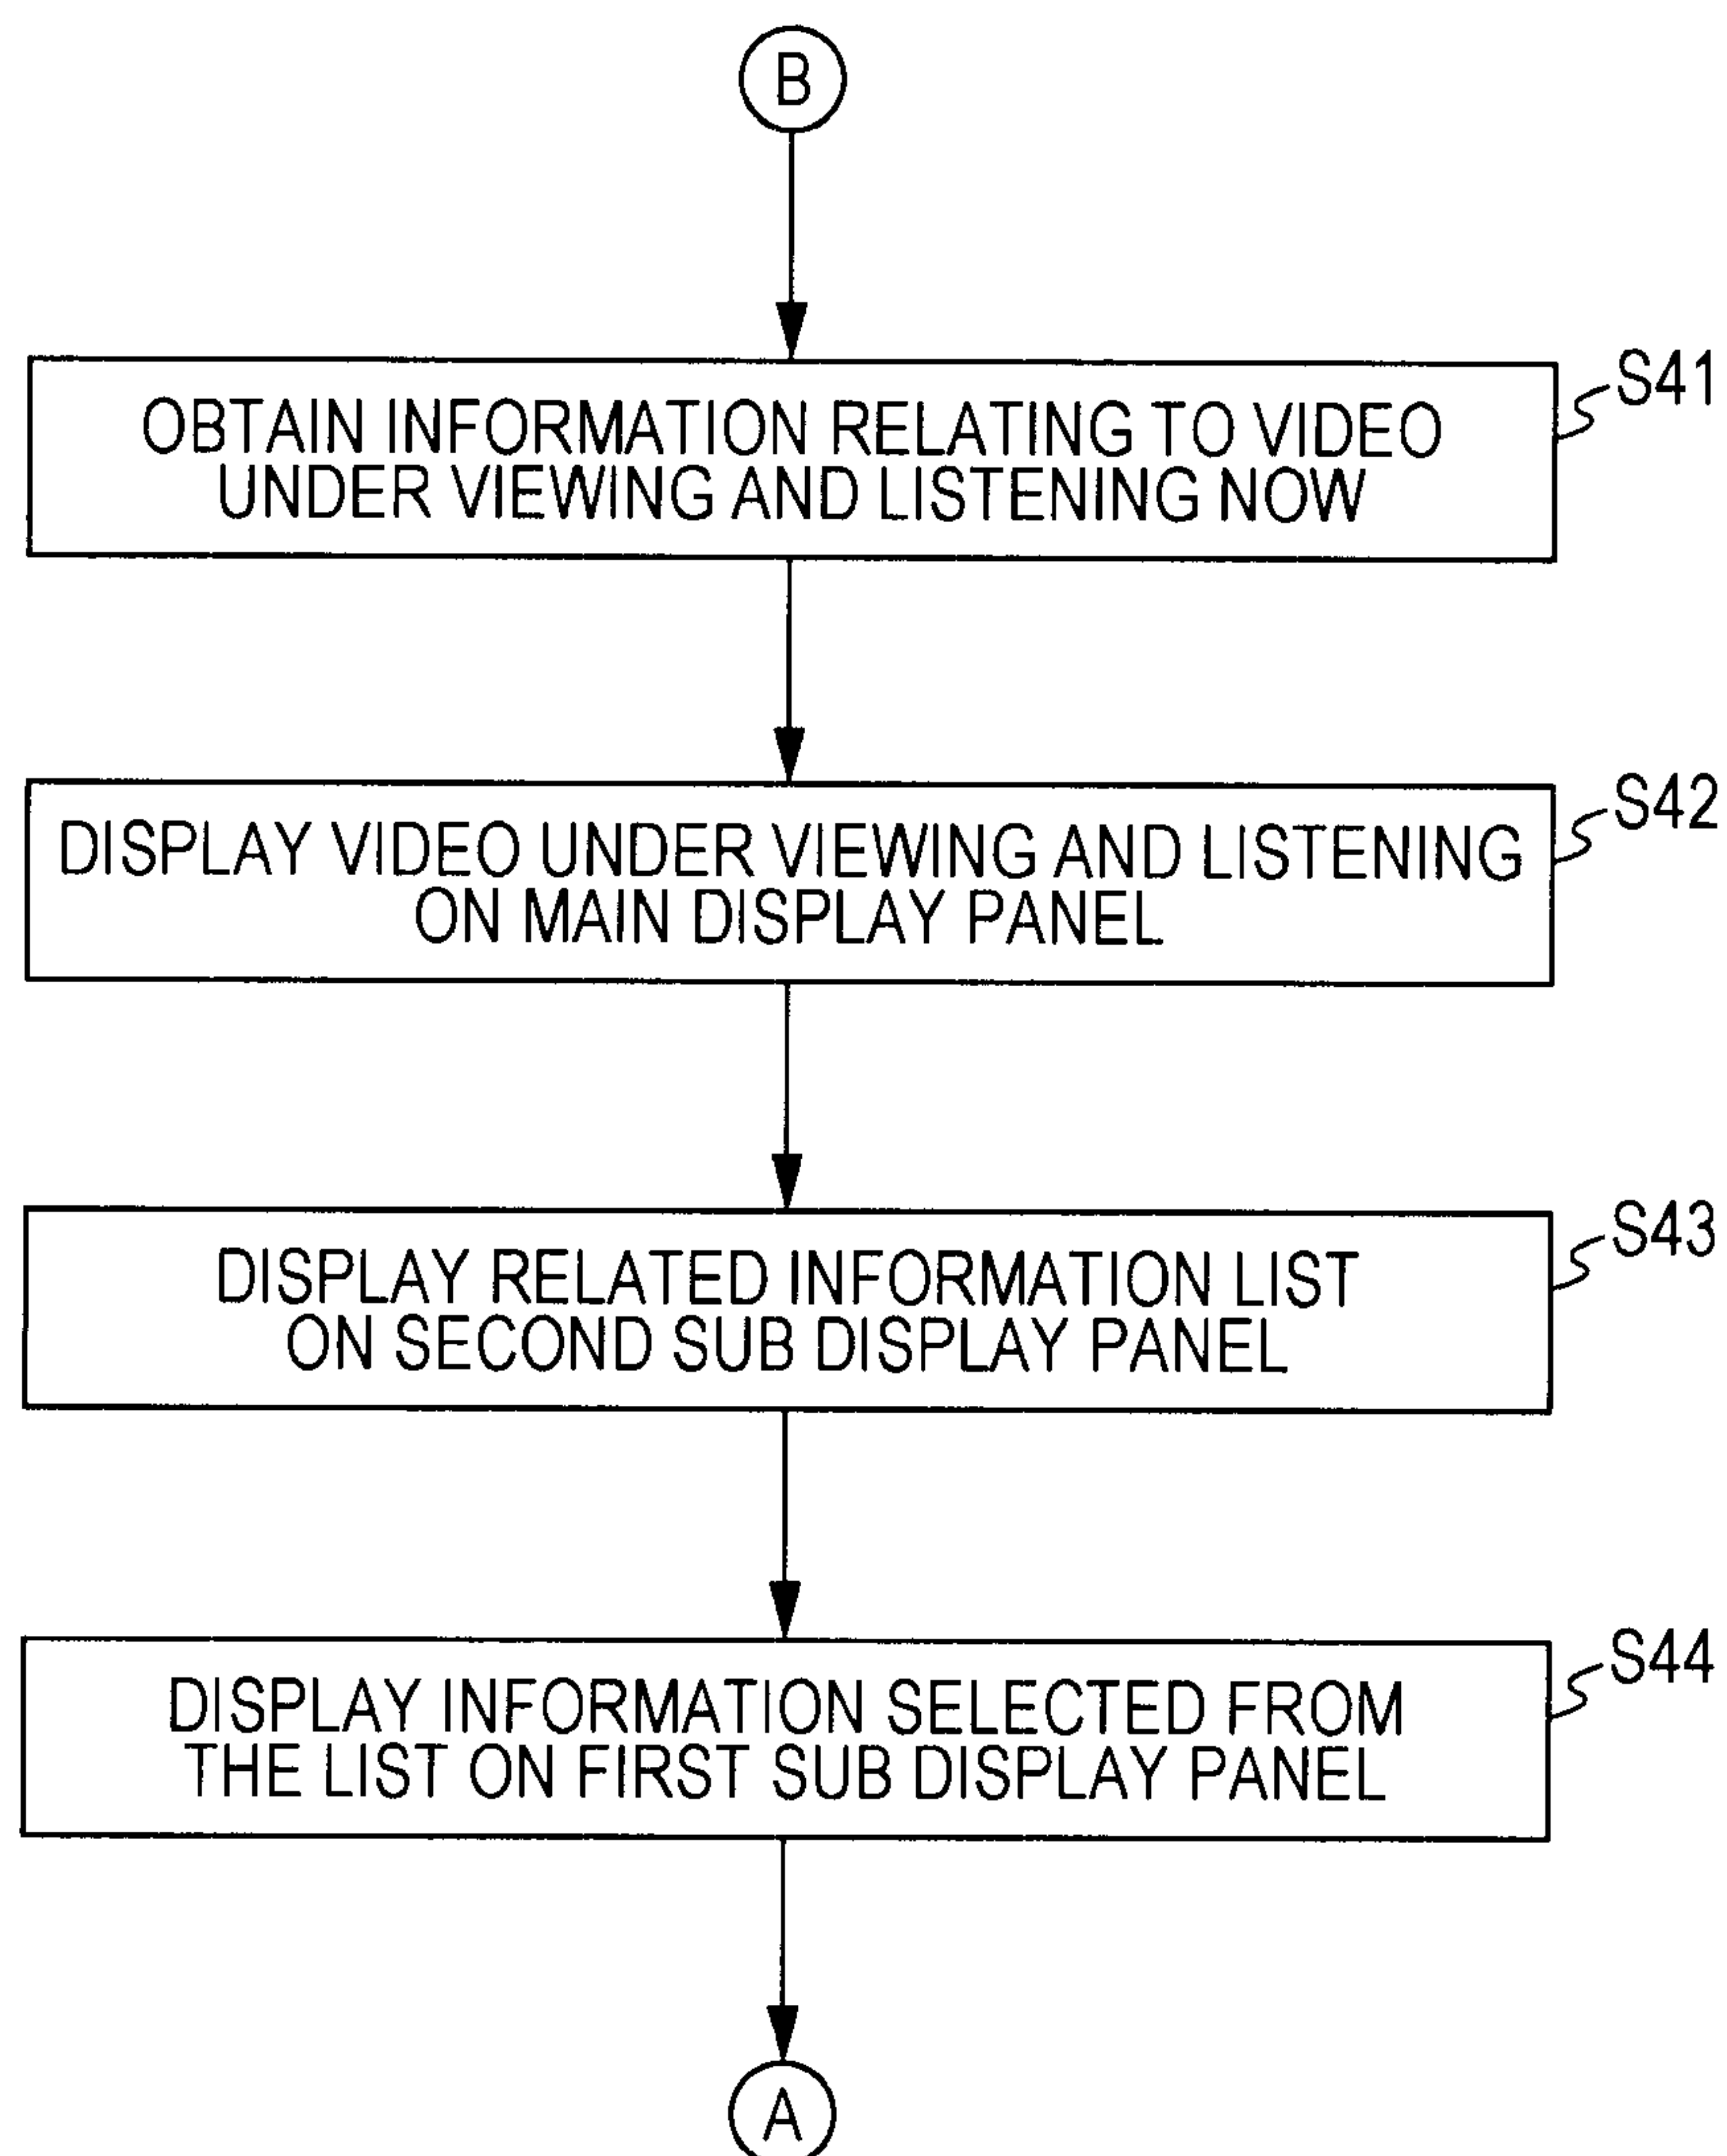 B
OBTAIN INFORMATION RELATING TO VIDEO
UNDER VIEWING AND LISTENING NOW
S41
DISPLAY VIDEO UNDER VIEWING AND LISTENING
ON MAIN DISPLAY PANEL
S42
DISPLAY RELATED INFORMATION LIST
ON SECOND SUB DISPLAY PANEL
S43
DISPLAY INFORMATION SELECTED FROM
THE LIST ON FIRST SUB DISPLAY PANEL
S44
A